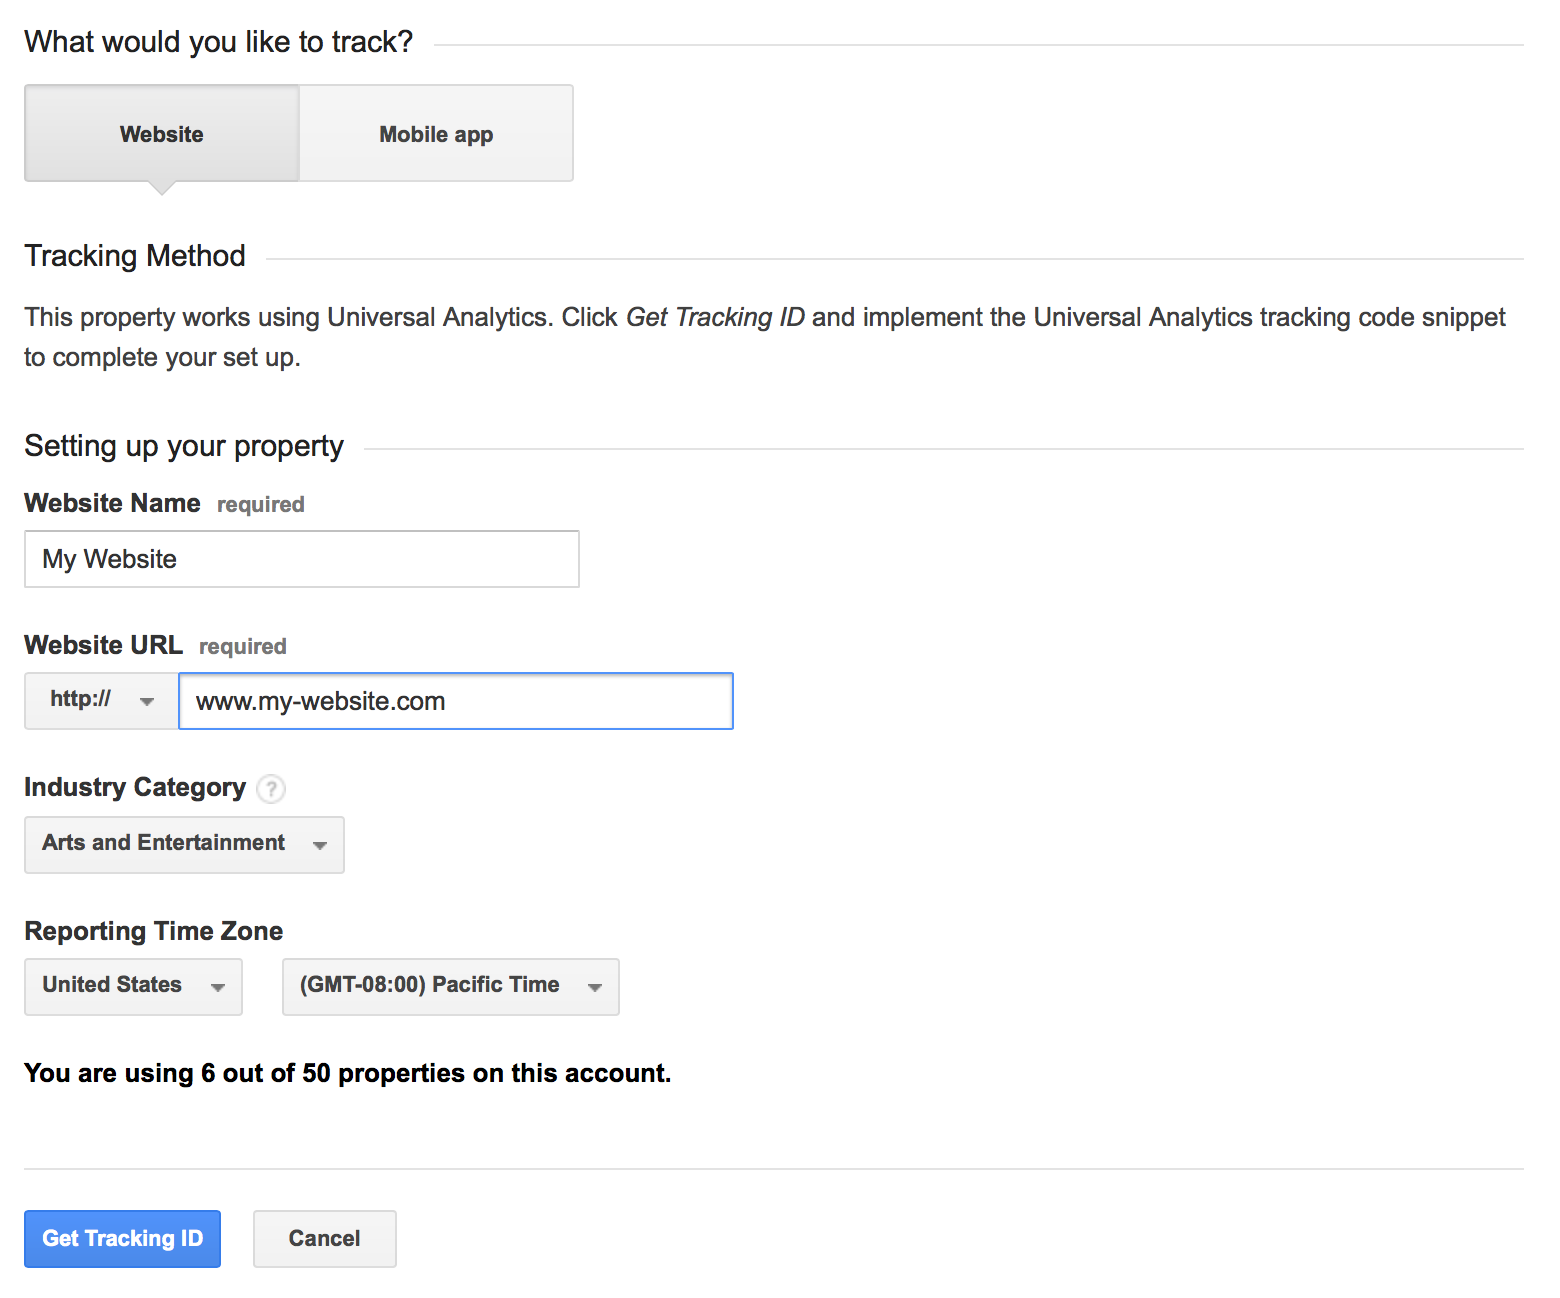 What would you like to track?
Website
Mobile app
Tracking Method
This property works using Universal Analytics. Click Get Tracking ID and implement the Universal Analytics tracking code snippet
to complete your set up.
Setting up your property
Website Name required
My Website
Website URL required
http:// www.my-website.com
Industry Category ?
Arts and Entertainment
Reporting Time Zone
United States (GMT-08:00) Pacific Time
You are using 6 out of 50 properties on this account.
Get Tracking ID Cancel